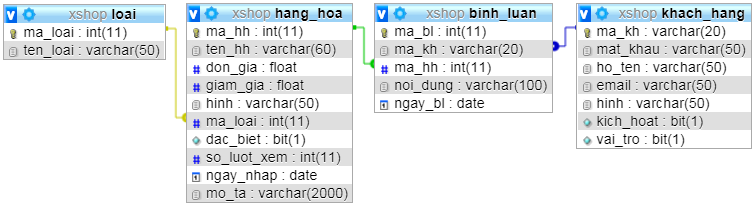 xshop loai
ma_loai : int(11)
ten_loai : varchar(50)
xshop hang_hoa
ma_hh : int(11)
ten_hh : varchar(60)
don_gia : float
giam_gia : float
hinh : varchar(50)
ma_loai : int(11)
dac_biet : bit(1)
so_luot_xem : int(11)
ngay_nhap : date
mo_ta : varchar(2000)
xshop binh_luan
ma_bl : int(11)
ma_kh : varchar(20)
ma_hh : int(11)
noi_dung : varchar(100)
ngay_bl : date
xshop khach_hang
ma_kh : varchar(20)
mat_khau : varchar(50)
ho_ten : varchar(50)
email : varchar(50)
hinh : varchar(50)
kich_hoat : bit(1)
vai_tro : bit(1)